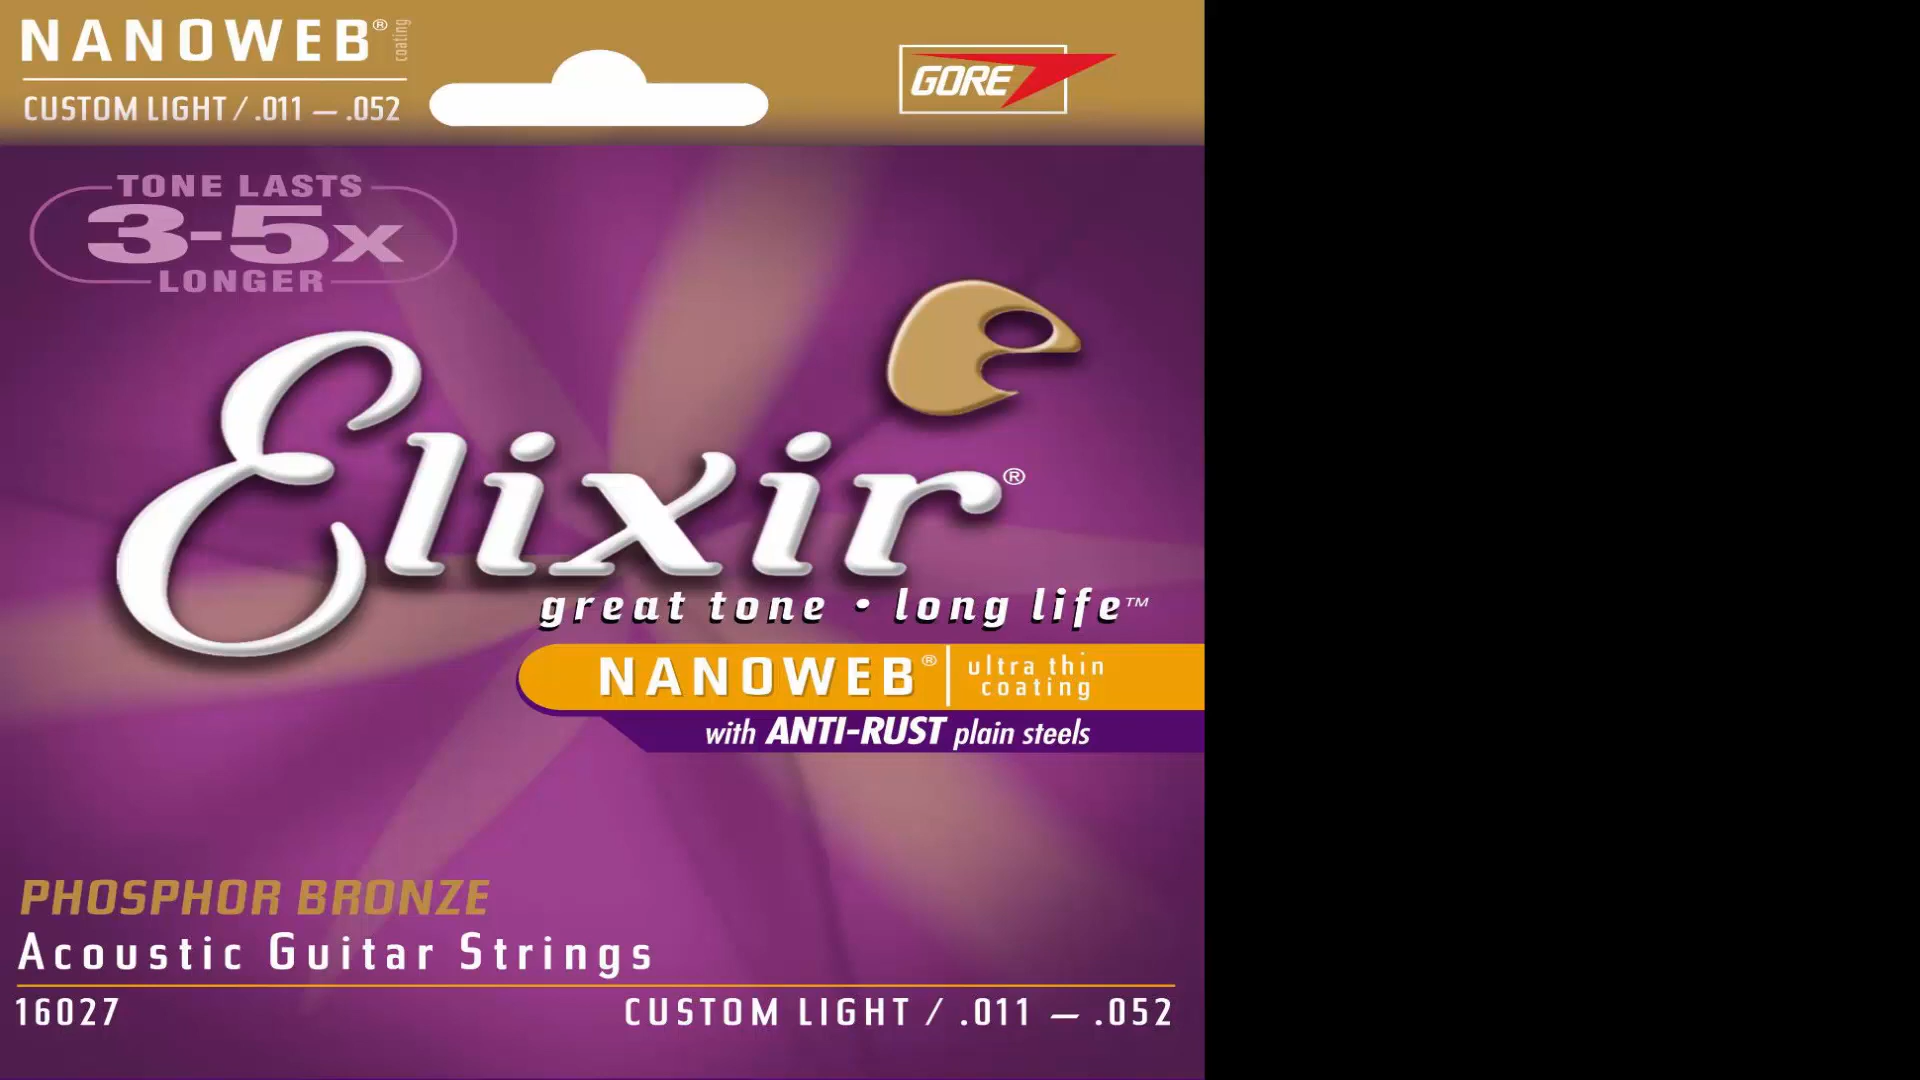 NANOWEB® coating
CUSTOM LIGHT / .011 — .052
GORE
TONE LASTS
3-5x
LONGER
e
Elixir®
great tone • long life™
NANOWEB® ultra thin
coating
with ANTI-RUST plain steels
PHOSPHOR BRONZE
Acoustic Guitar Strings
16027 CUSTOM LIGHT / .011 — .052